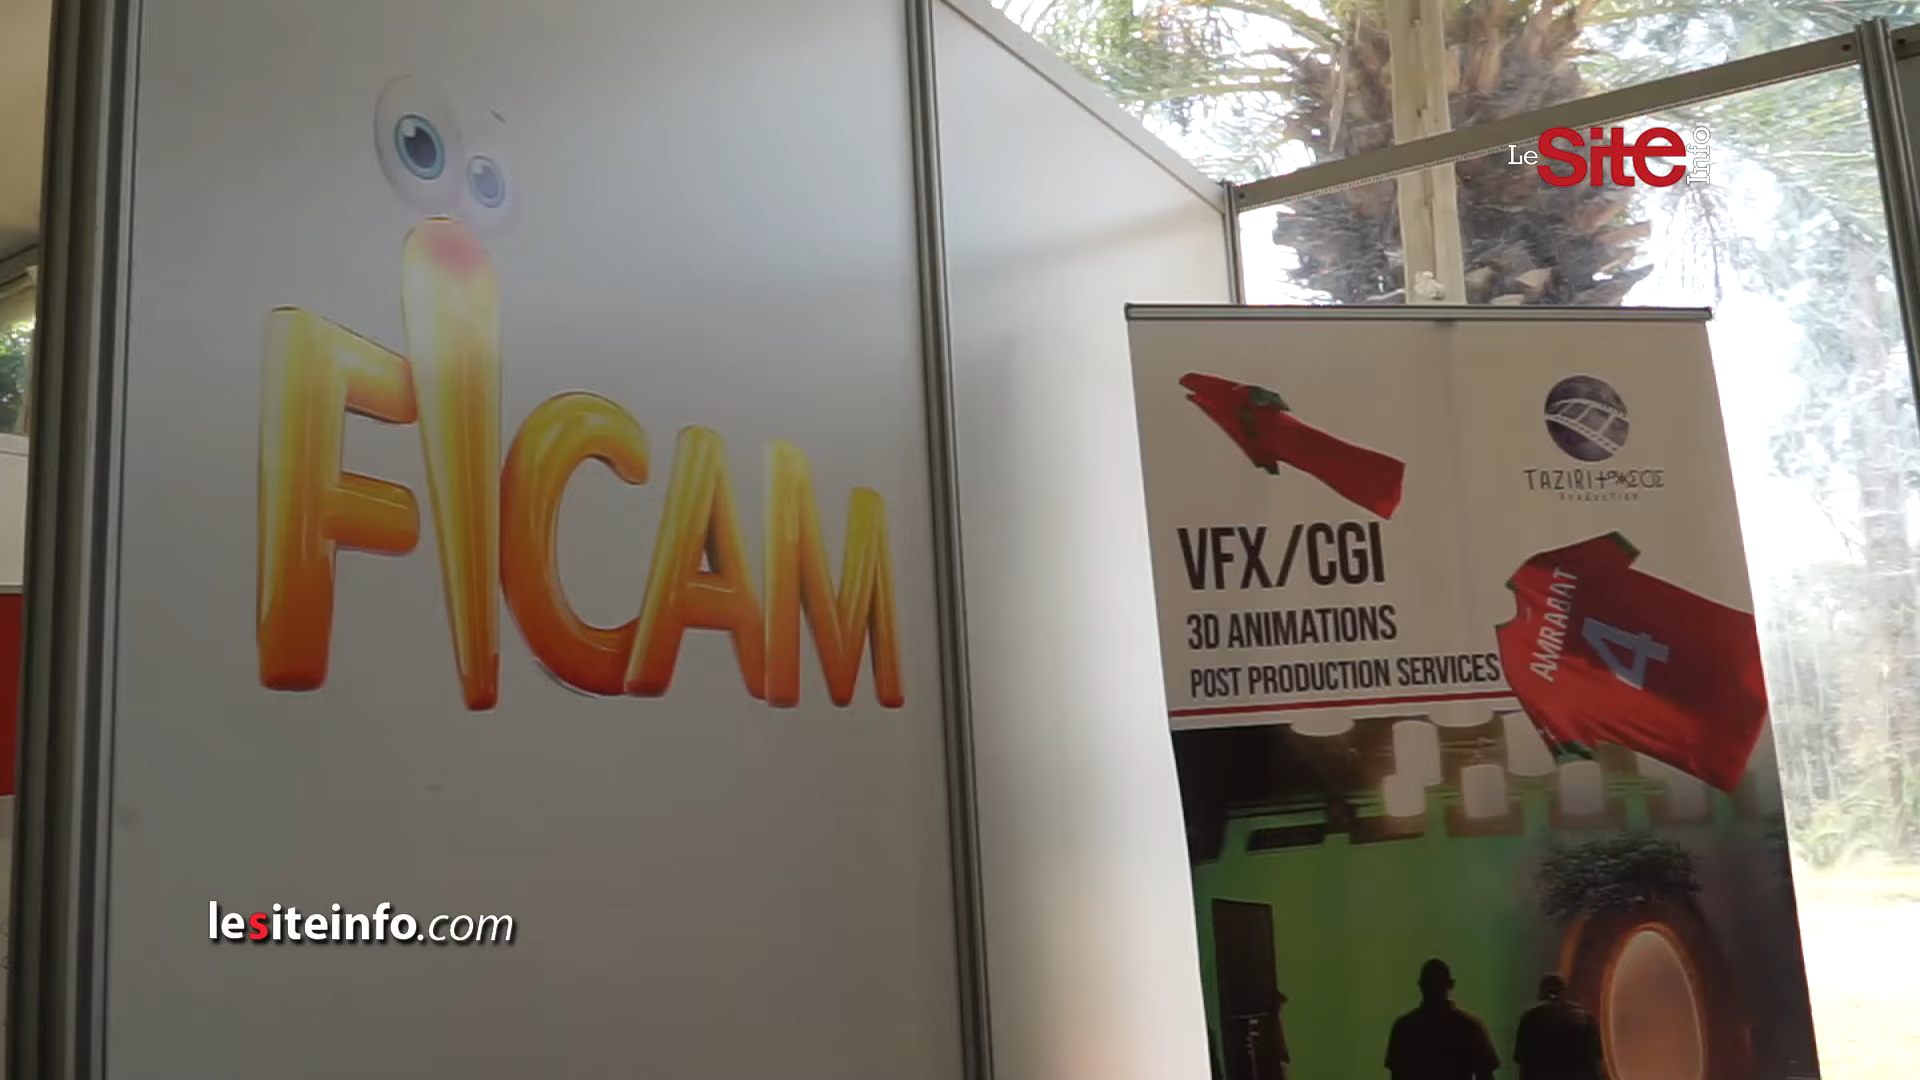 Le Site Info
FiCAM
TAZIRI
PRODUCTION
VFX/CGI
3D ANIMATIONS
POST PRODUCTION SERVICES
AMRABAT
4
lesiteinfo.com